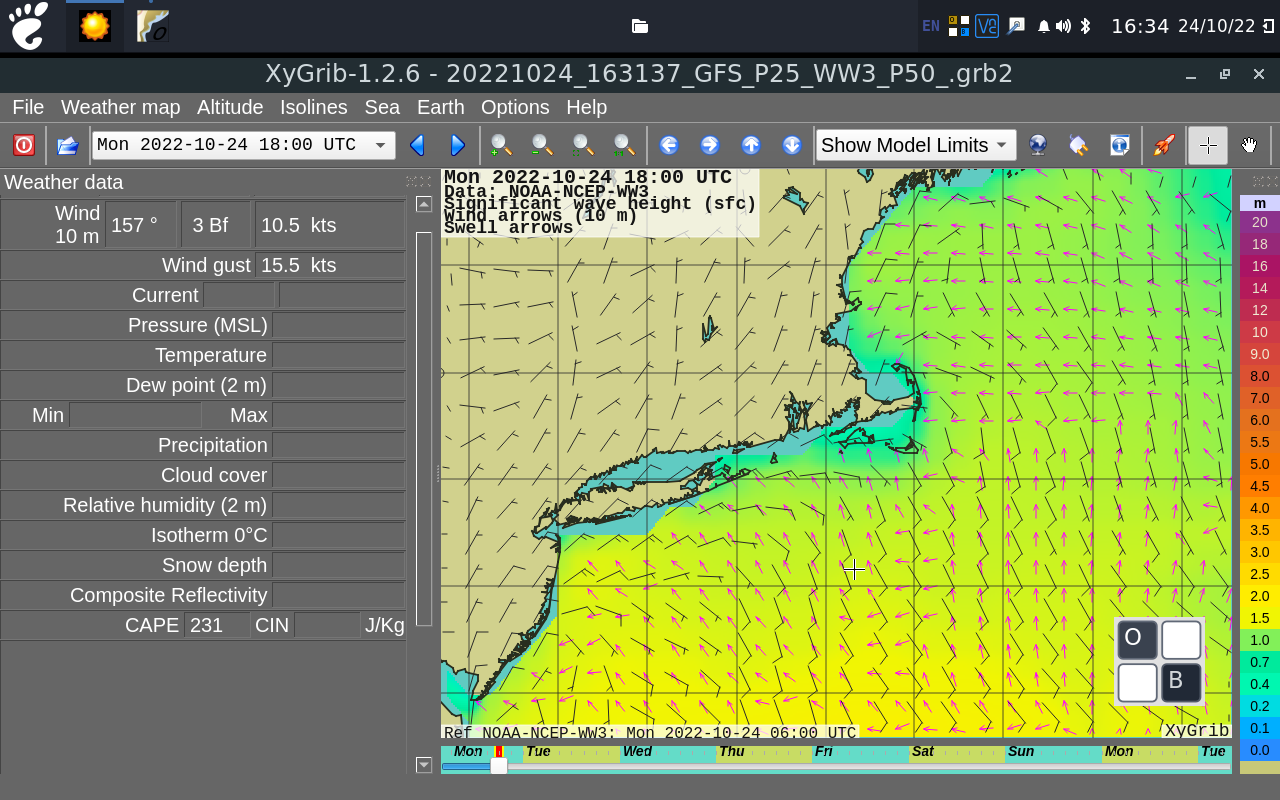 EN
16:34 24/10/22
XyGrib-1.2.6 - 20221024_163137_GFS_P25_WW3_P50_.grb2
File Weather map Altitude Isolines Sea Earth Options Help
Mon 2022-10-24 18:00 UTC
Show Model Limits
Weather data
Wind 10 m 157 ° 3 Bf 10.5 kts
Wind gust 15.5 kts
Current
Pressure (MSL)
Temperature
Dew point (2 m)
Min Max
Precipitation
Cloud cover
Relative humidity (2 m)
Isotherm 0°C
Snow depth
Composite Reflectivity
CAPE 231 CIN J/Kg
Mon 2022-10-24 18:00 UTC
Data: NOAA-NCEP-WW3
Significant wave height (sfc)
Wind arrows (10 m)
Swell arrows
m
20
18
16
14
12
10
9.0
8.0
7.0
6.0
5.5
5.0
4.5
4.0
3.5
3.0
2.5
2.0
1.5
1.0
0.7
0.4
0.2
0.1
0.0
O
B
Ref NOAA-NCEP-WW3: Mon 2022-10-24 06:00 UTC
XyGrib
Mon Tue Wed Thu Fri Sat Sun Mon Tue